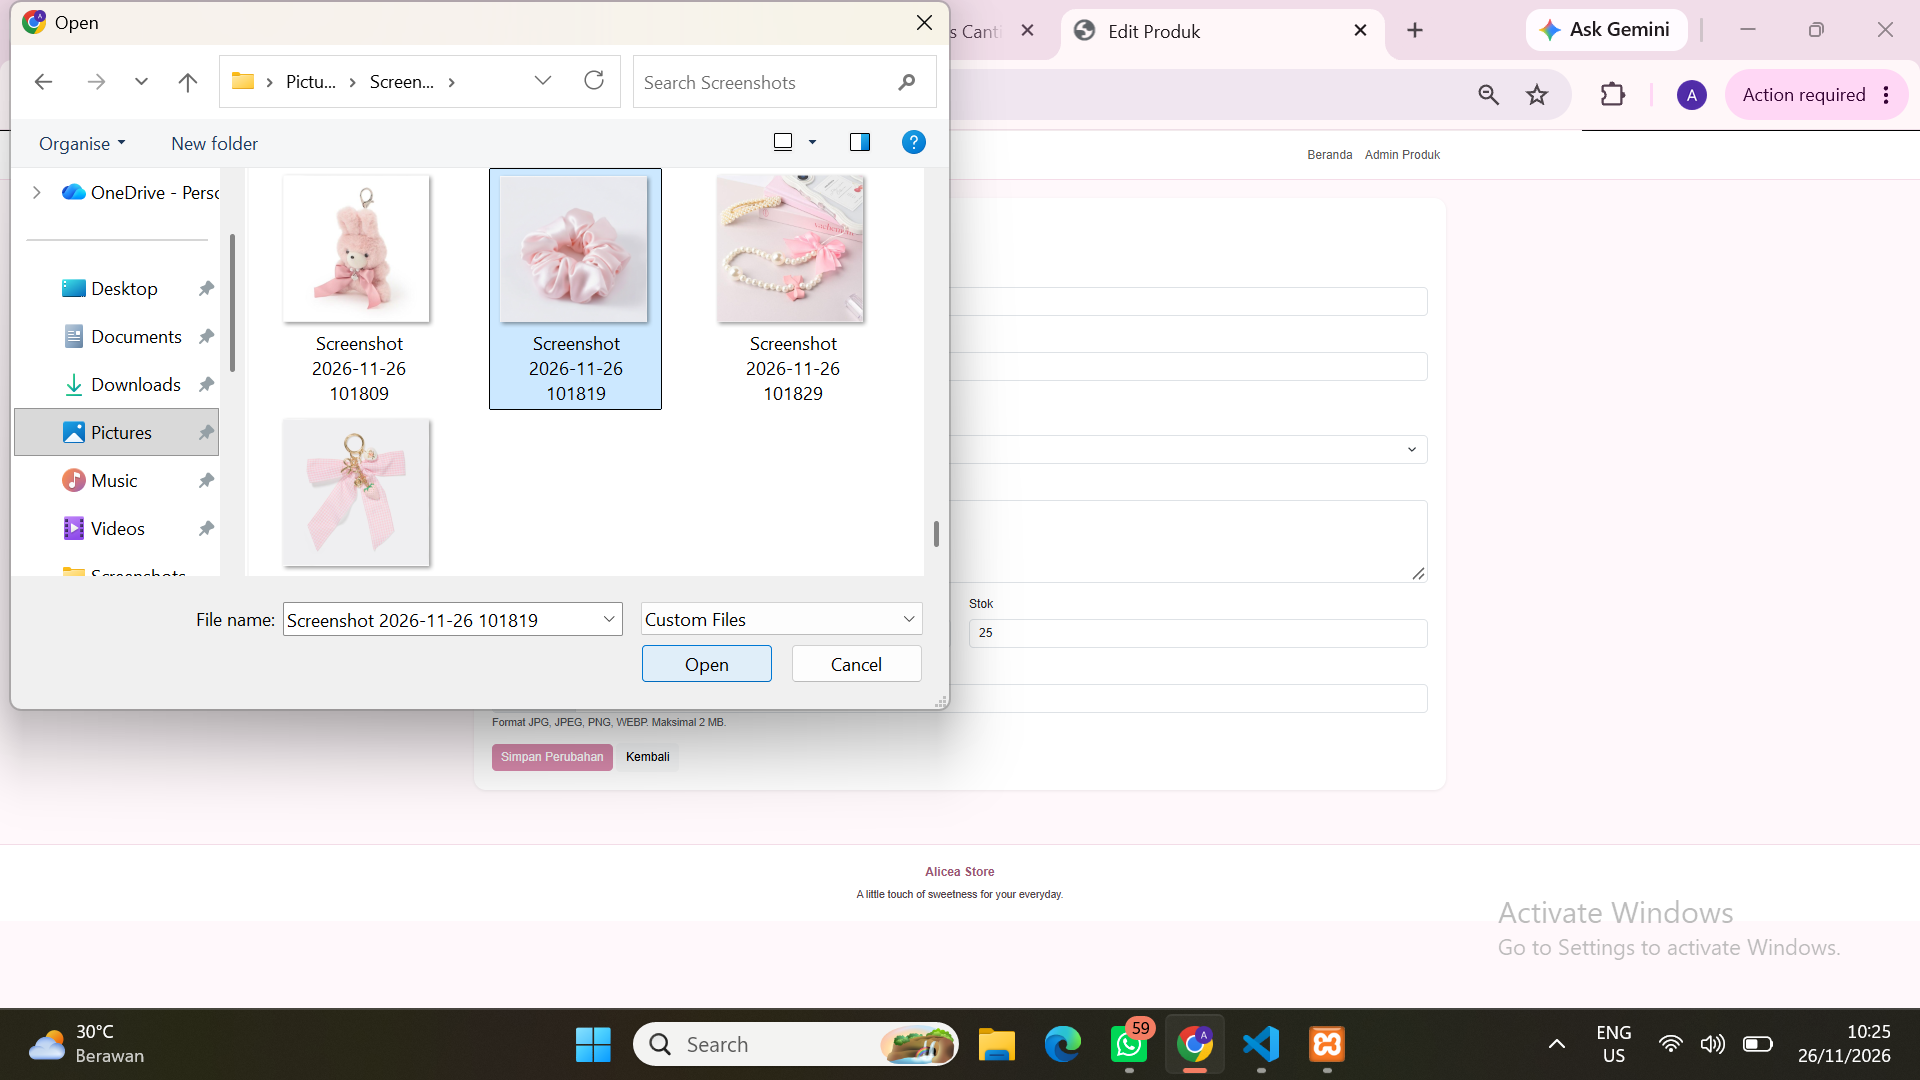 Open
s Canti
Edit Produk
Ask Gemini
Pictu...
Screen...
Search Screenshots
A
Action required
Organise
New folder
Beranda
Admin Produk
OneDrive - Perso
Desktop
Documents
Downloads
Pictures
Music
Videos
Screenshots
Screenshot
2026-11-26
101809
Screenshot
2026-11-26
101819
Screenshot
2026-11-26
101829
Stok
25
File name:
Screenshot 2026-11-26 101819
Custom Files
Open
Cancel
Format JPG, JPEG, PNG, WEBP. Maksimal 2 MB.
Simpan Perubahan
Kembali
Alicea Store
A little touch of sweetness for your everyday.
Activate Windows
Go to Settings to activate Windows.
30°C
Berawan
Search
59
A
ENG
US
10:25
26/11/2026